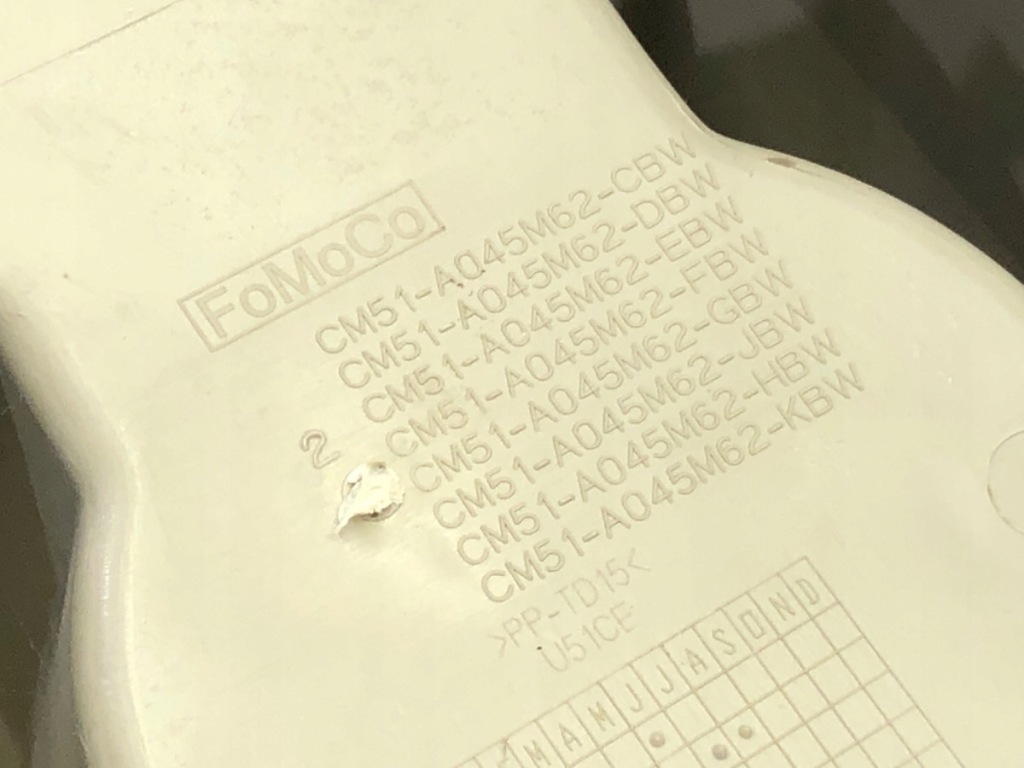 FoMoCo
CM51-A045M62-CBW
CM51-A045M62-DBW
CM51-A045M62-EBW
CM51-A045M62-FBW
CM51-A045M62-GBW
CM51-A045M62-JBW
CM51-A045M62-HBW
CM51-A045M62-KBW
2
>PP-TD15<
U51CE
M A M J J A S O N D